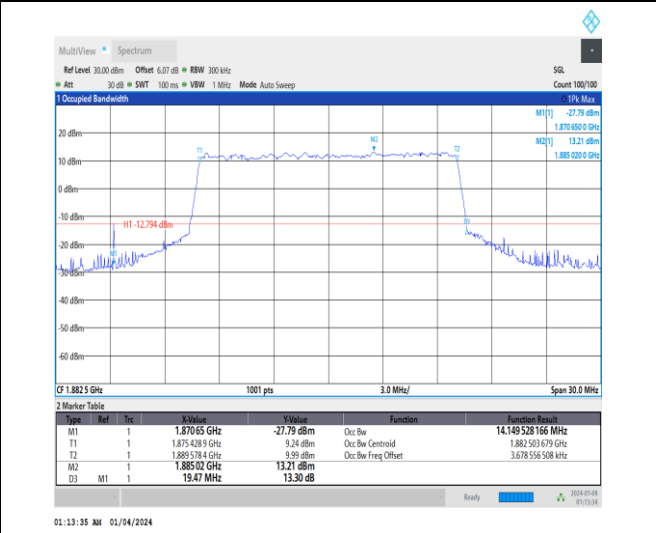 MultiView Spectrum
Ref Level 30.00 dBm Offset 6.07 dB RBW 300 kHz SGL
Att 30 dB SWT 100 ms VBW 1 MHz Mode Auto Sweep Count 100/100
1 Occupied Bandwidth 1Pk Max
M1[1] -27.79 dBm
1.870 650 0 GHz
M2[1] 13.21 dBm
1.885 020 0 GHz
20 dBm
M2
T1 T2
10 dBm
0 dBm
-10 dBm
H1 -12.794 dBm
-20 dBm
-30 dBm
-40 dBm
-50 dBm
-60 dBm
CF 1.882 5 GHz 1001 pts 3.0 MHz/ Span 30.0 MHz
2 Marker Table
Type Ref Trc X-Value Y-Value Function Function Result
M1 1 1.870 65 GHz -27.79 dBm Occ Bw 14.149 528 166 MHz
T1 1 1.875 428 9 GHz 9.24 dBm Occ Bw Centroid 1.882 503 679 GHz
T2 1 1.889 578 4 GHz 9.99 dBm Occ Bw Freq Offset 3.678 556 508 kHz
M2 1 1.885 02 GHz 13.21 dBm
D3 M1 1 19.47 MHz 13.30 dB
Ready 2024-01-04
01:13:34
01:13:35 AM 01/04/2024